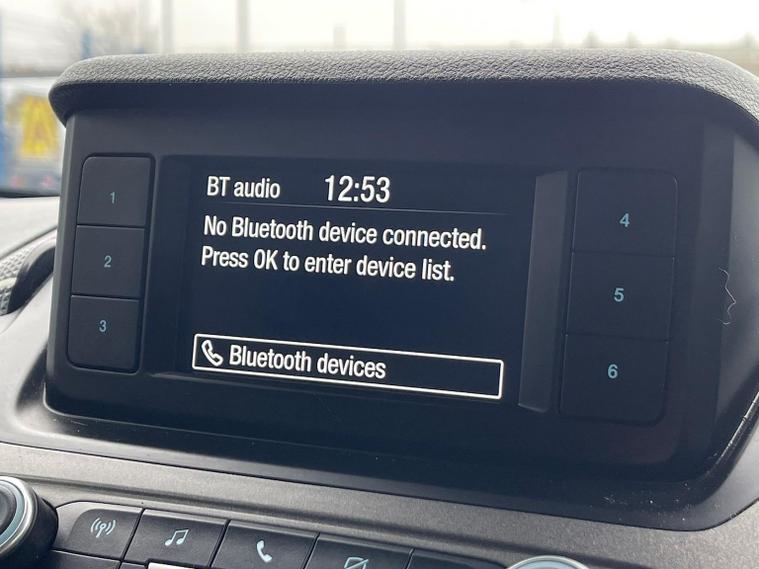 BT audio 12:53
No Bluetooth device connected.
Press OK to enter device list.
Bluetooth devices
1
2
3
4
5
6